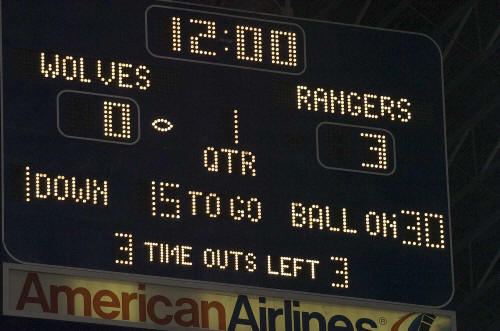 12:00
WOLVES RANGERS
0 1 3
QTR
1 DOWN 15 TO GO BALL ON 30
3 TIME OUTS LEFT 3
AmericanAirlines®